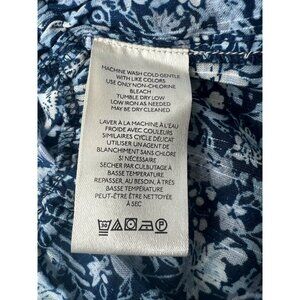 MACHINE WASH COLD GENTLE
WITH LIKE COLORS
USE ONLY NON-CHLORINE
BLEACH
TUMBLE DRY LOW
LOW IRON AS NEEDED
MAY BE DRY CLEANED
LAVER À LA MACHINE À L'EAU
FROIDE AVEC COULEURS
SIMILAIRES CYCLE DÉLICAT
UTILISER UN AGENT DE
BLANCHIMENT SANS CHLORE
SI NÉCESSAIRE
SÉCHER PAR CULBUTAGE À
BASSE TEMPÉRATURE
REPASSER, AU BESOIN, À TRÈS
BASSE TEMPÉRATURE
PEUT-ÊTRE ÊTRE NETTOYÉE
À SEC
30 P